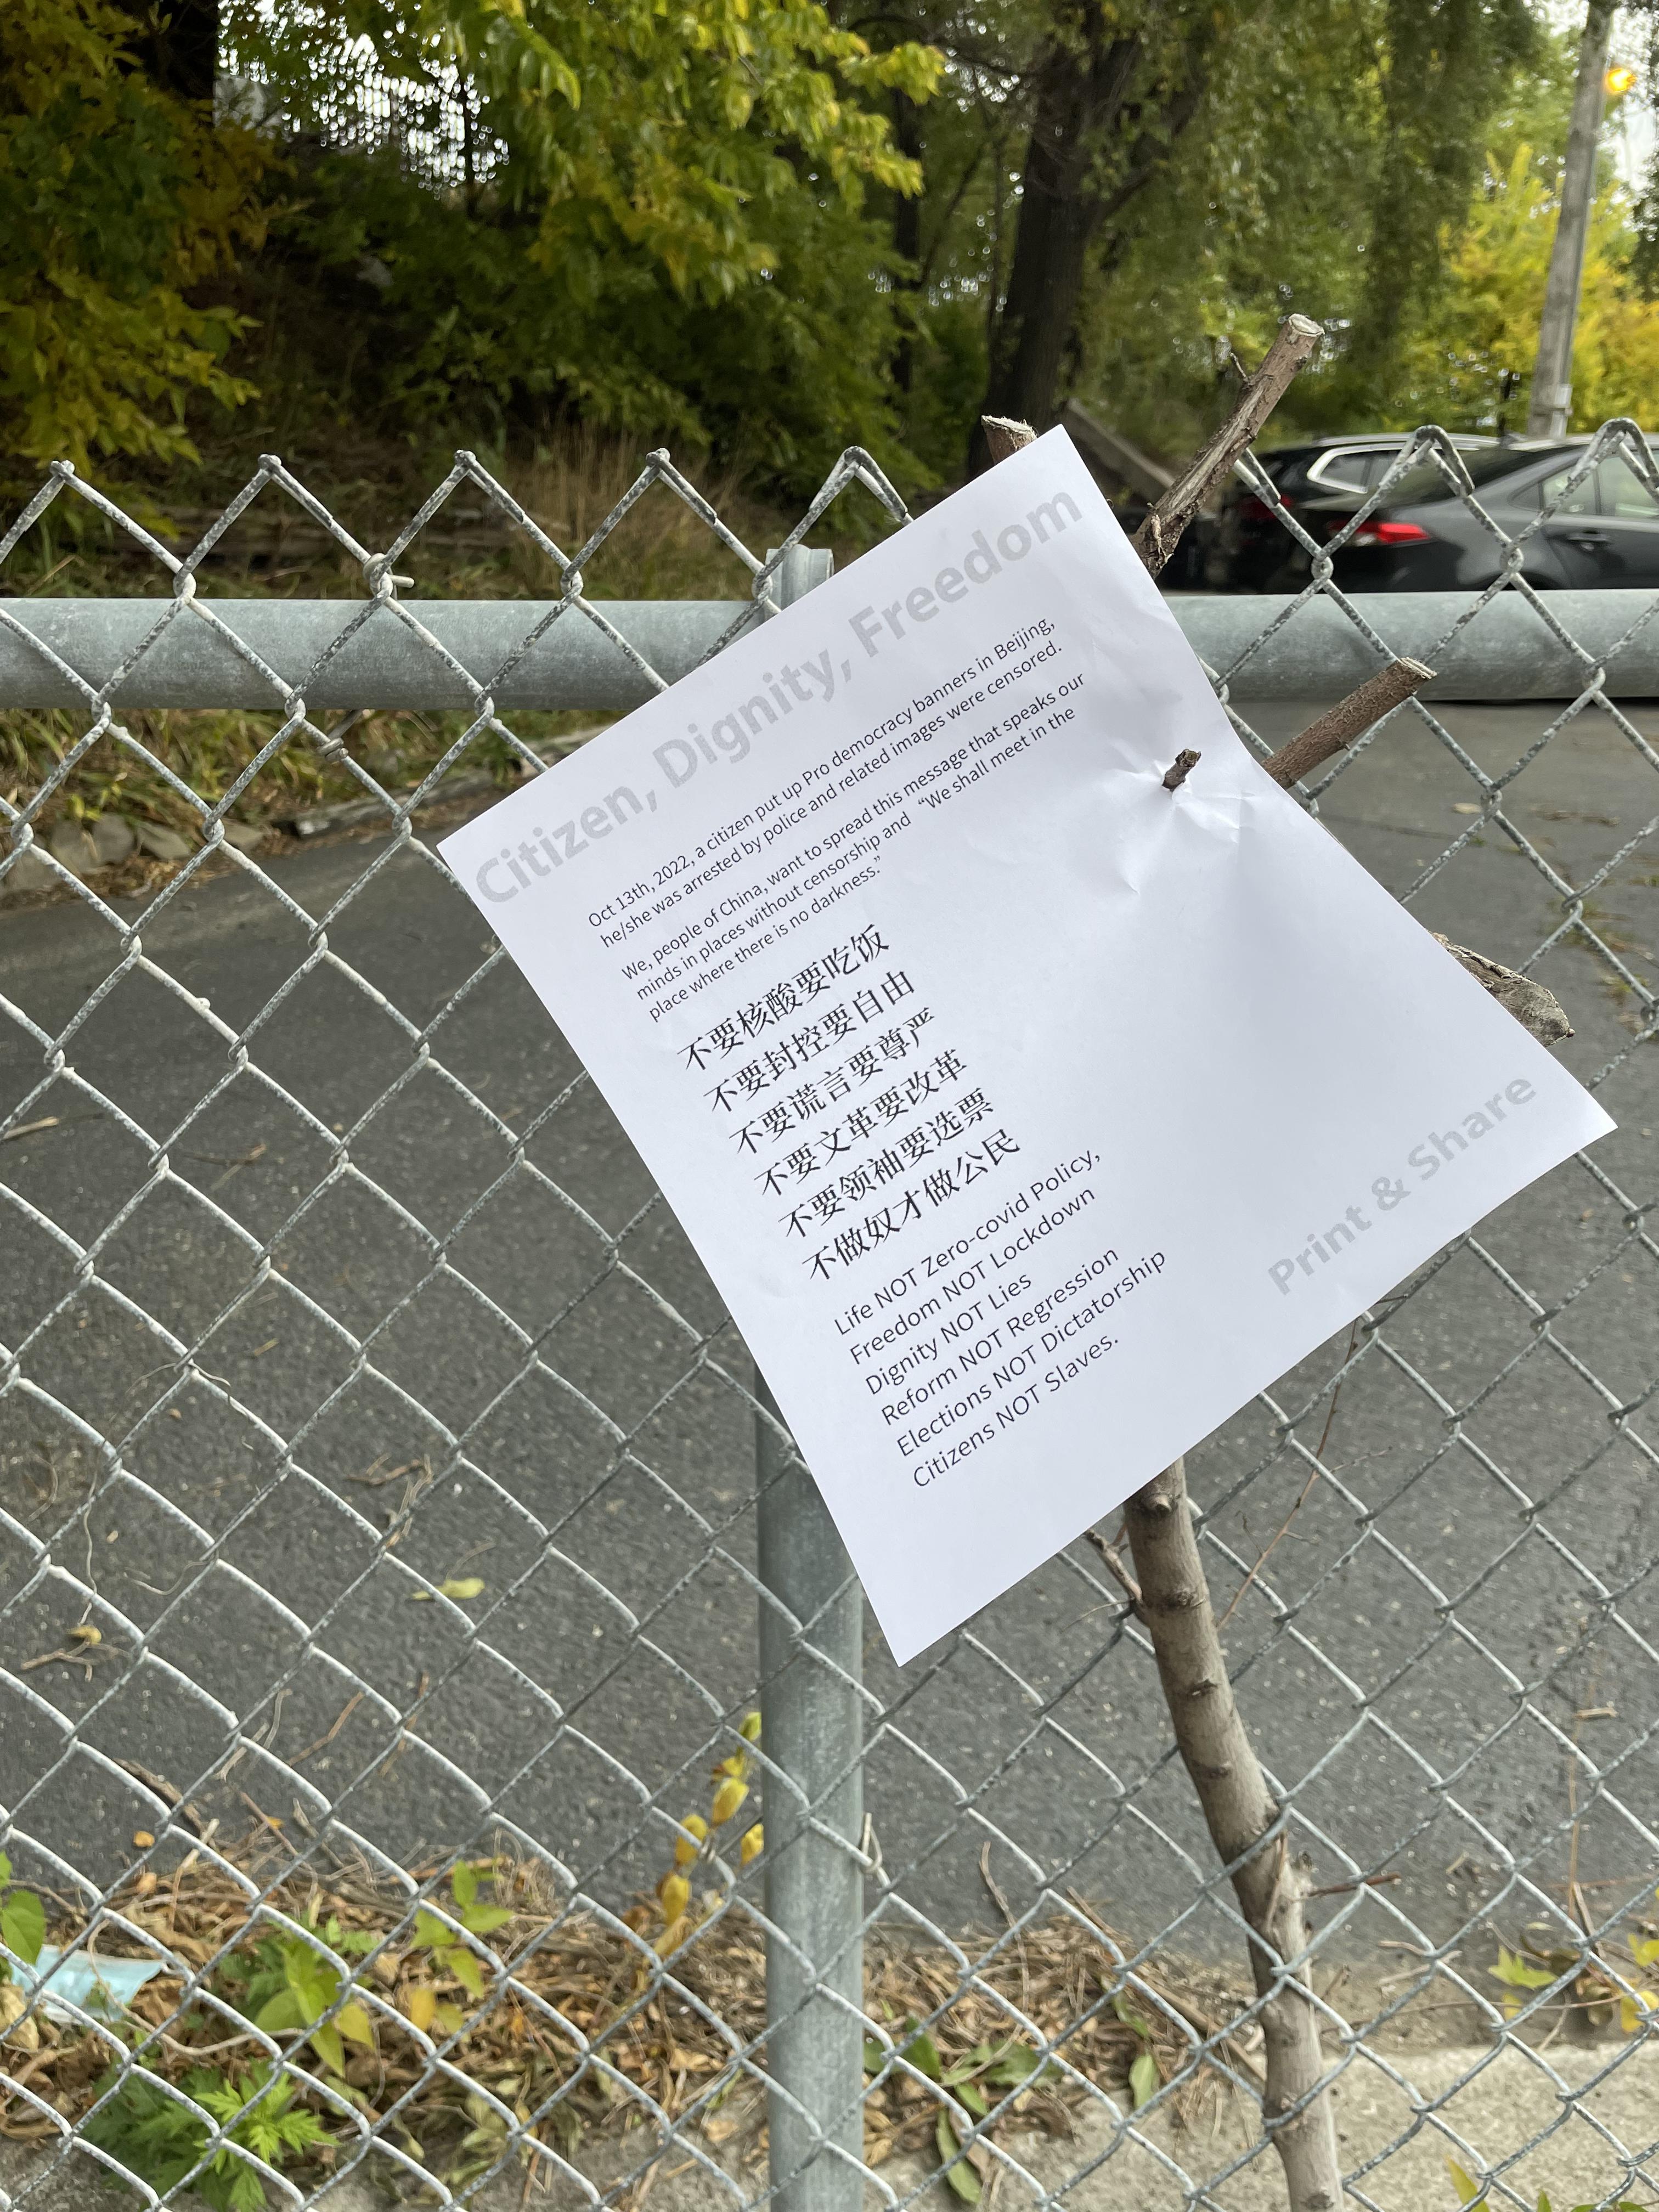 Citizen, Dignity, Freedom
Oct 13th, 2022, a citizen put up Pro democracy banners in Beijing,
he/she was arrested by police and related images were censored.
We, people of China, want to spread this message that speaks our
minds in places without censorship and “We shall meet in the
place where there is no darkness.”
不要核酸要吃饭
不要封控要自由
不要谎言要尊严
不要文革要改革
不要领袖要选票
不做奴才做公民
Life NOT Zero-covid Policy,
Freedom NOT Lockdown
Dignity NOT Lies
Reform NOT Regression
Elections NOT Dictatorship
Citizens NOT Slaves.
Print & Share